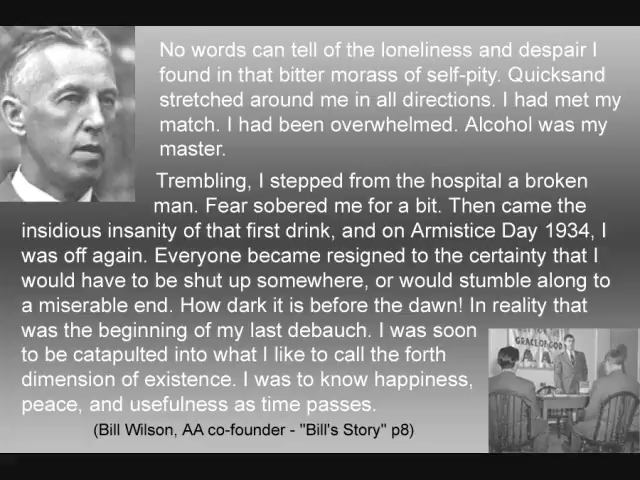 No words can tell of the loneliness and despair I
found in that bitter morass of self-pity. Quicksand
stretched around me in all directions. I had met my
match. I had been overwhelmed. Alcohol was my
master.
Trembling, I stepped from the hospital a broken
man. Fear sobered me for a bit. Then came the
insidious insanity of that first drink, and on Armistice Day 1934, I
was off again. Everyone became resigned to the certainty that I
would have to be shut up somewhere, or would stumble along to
a miserable end. How dark it is before the dawn! In reality that
was the beginning of my last debauch. I was soon
to be catapulted into what I like to call the forth
dimension of existence. I was to know happiness,
peace, and usefulness as time passes.
GRACE OF GOD
(Bill Wilson, AA co-founder - "Bill's Story" p8)